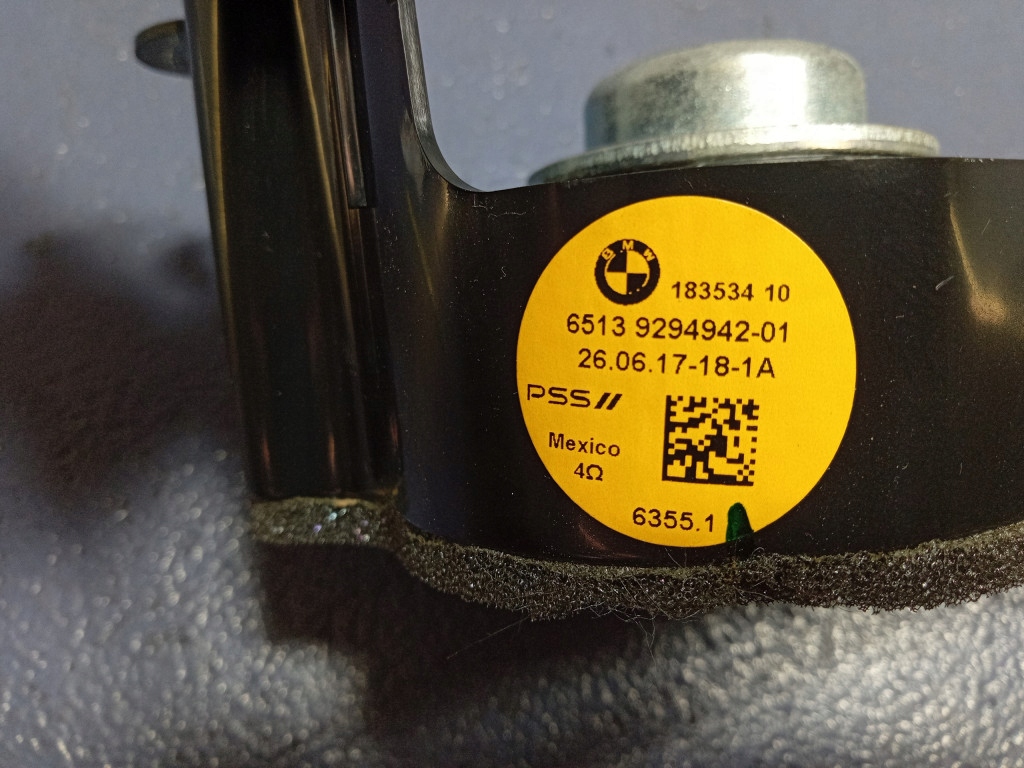 BMW
183534 10
6513 9294942-01
26.06.17-18-1A
PSS//
Mexico
4Ω
6355.1